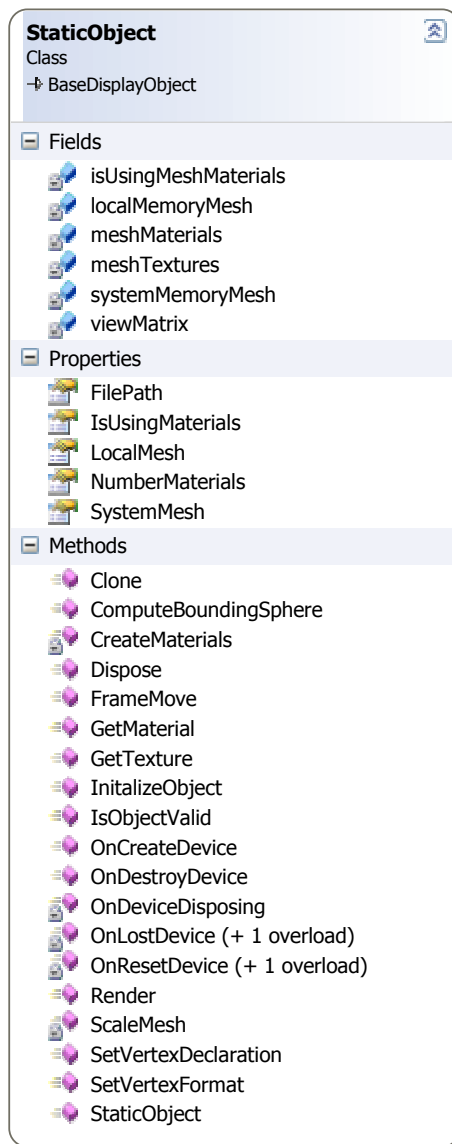 StaticObject
Class
BaseDisplayObject
Fields
isUsingMeshMaterials
localMemoryMesh
meshMaterials
meshTextures
systemMemoryMesh
viewMatrix
Properties
FilePath
IsUsingMaterials
LocalMesh
NumberMaterials
SystemMesh
Methods
Clone
ComputeBoundingSphere
CreateMaterials
Dispose
FrameMove
GetMaterial
GetTexture
InitalizeObject
IsObjectValid
OnCreateDevice
OnDestroyDevice
OnDeviceDisposing
OnLostDevice (+ 1 overload)
OnResetDevice (+ 1 overload)
Render
ScaleMesh
SetVertexDeclaration
SetVertexFormat
StaticObject